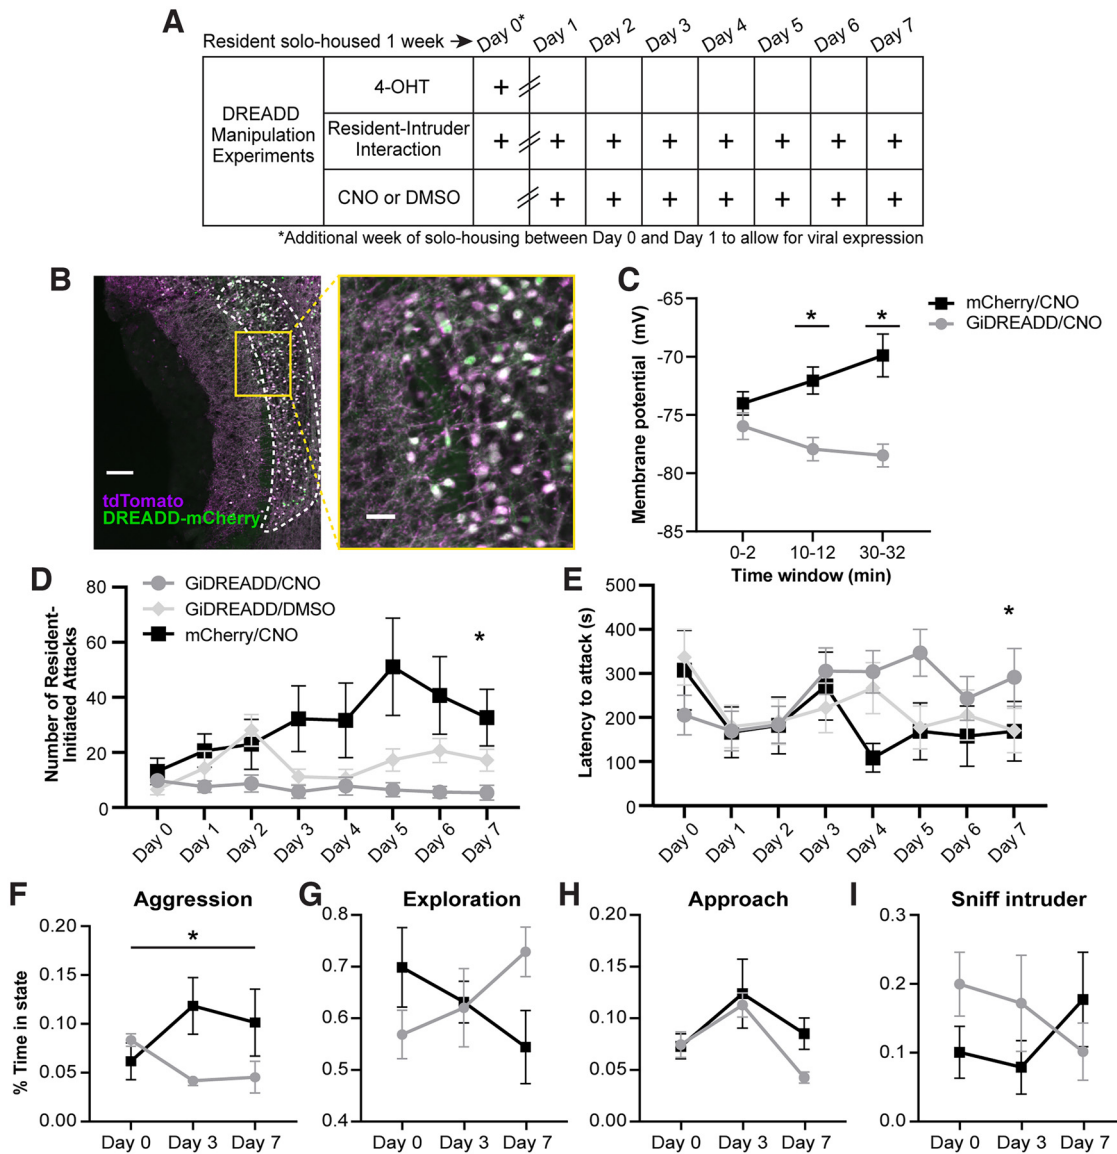 A
Resident solo-housed 1 week
Day 0* Day 1 Day 2 Day 3 Day 4 Day 5 Day 6 Day 7
DREADD Manipulation Experiments
4-OHT +
Resident-Intruder Interaction + + + + + + + +
CNO or DMSO + + + + + + +
*Additional week of solo-housing between Day 0 and Day 1 to allow for viral expression
B
tdTomato
DREADD-mCherry
C
mCherry/CNO
GiDREADD/CNO
Membrane potential (mV)
-65
-70
-75
-80
-85
* *
0-2 10-12 30-32
Time window (min)
D
GiDREADD/CNO
GiDREADD/DMSO
mCherry/CNO
Number of Resident-
Initiated Attacks
80
60
40
20
0
*
Day 0 Day 1 Day 2 Day 3 Day 4 Day 5 Day 6 Day 7
E
Latency to attack (s)
500
400
300
200
100
0
*
Day 0 Day 1 Day 2 Day 3 Day 4 Day 5 Day 6 Day 7
F
Aggression
% Time in state
0.20
0.15
0.10
0.05
0.00
*
Day 0 Day 3 Day 7
G
Exploration
0.8
0.7
0.6
0.5
0.4
Day 0 Day 3 Day 7
H
Approach
0.20
0.15
0.10
0.05
0.00
Day 0 Day 3 Day 7
I
Sniff intruder
0.3
0.2
0.1
0.0
Day 0 Day 3 Day 7